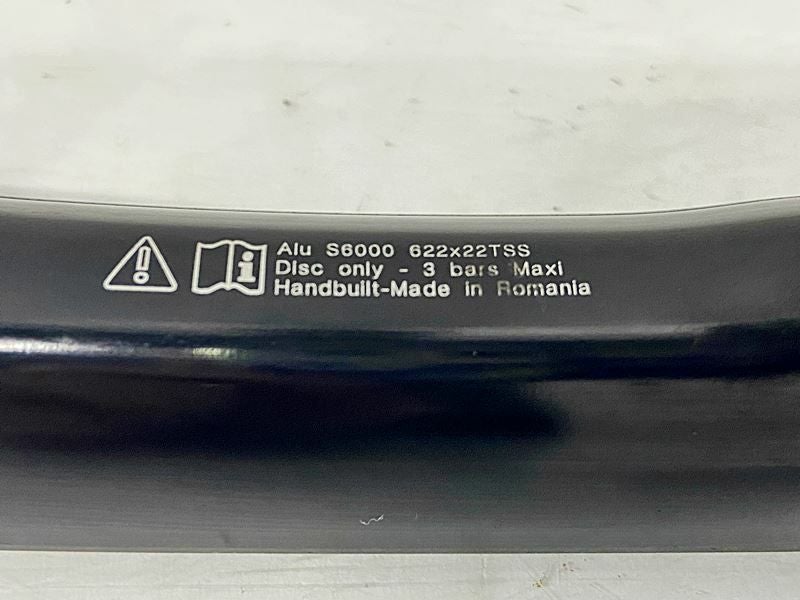 Alu S6000 622x22TSS
Disc only - 3 bars Maxi
Handbuilt-Made in Romania